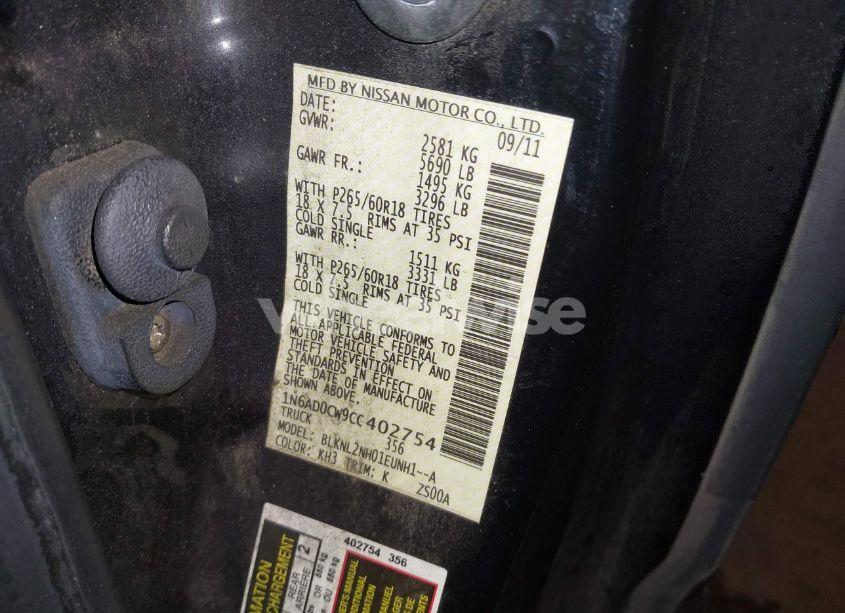 MFD BY NISSAN MOTOR CO., LTD.
DATE: 09/11
GVWR: 2581 KG
5690 LB
GAWR FR.: 1495 KG
3296 LB
WITH P265/60R18 TIRES
18 X 7.5 RIMS AT 35 PSI
COLD SINGLE
GAWR RR.: 1511 KG
3331 LB
WITH P265/60R18 TIRES
18 X 7.5 RIMS AT 35 PSI
COLD SINGLE
THIS VEHICLE CONFORMS TO
ALL APPLICABLE FEDERAL
MOTOR VEHICLE SAFETY AND
THEFT PREVENTION
STANDARDS IN EFFECT ON
THE DATE OF MANUFACTURE
SHOWN ABOVE.
1N6AD0CW9CC402754
TRUCK 356
MODEL: BLKNL2NH01EUNH1--A
COLOR: KH3 TRIM: K ZS00A
402754 356
REAR
ARRIÈRE 2